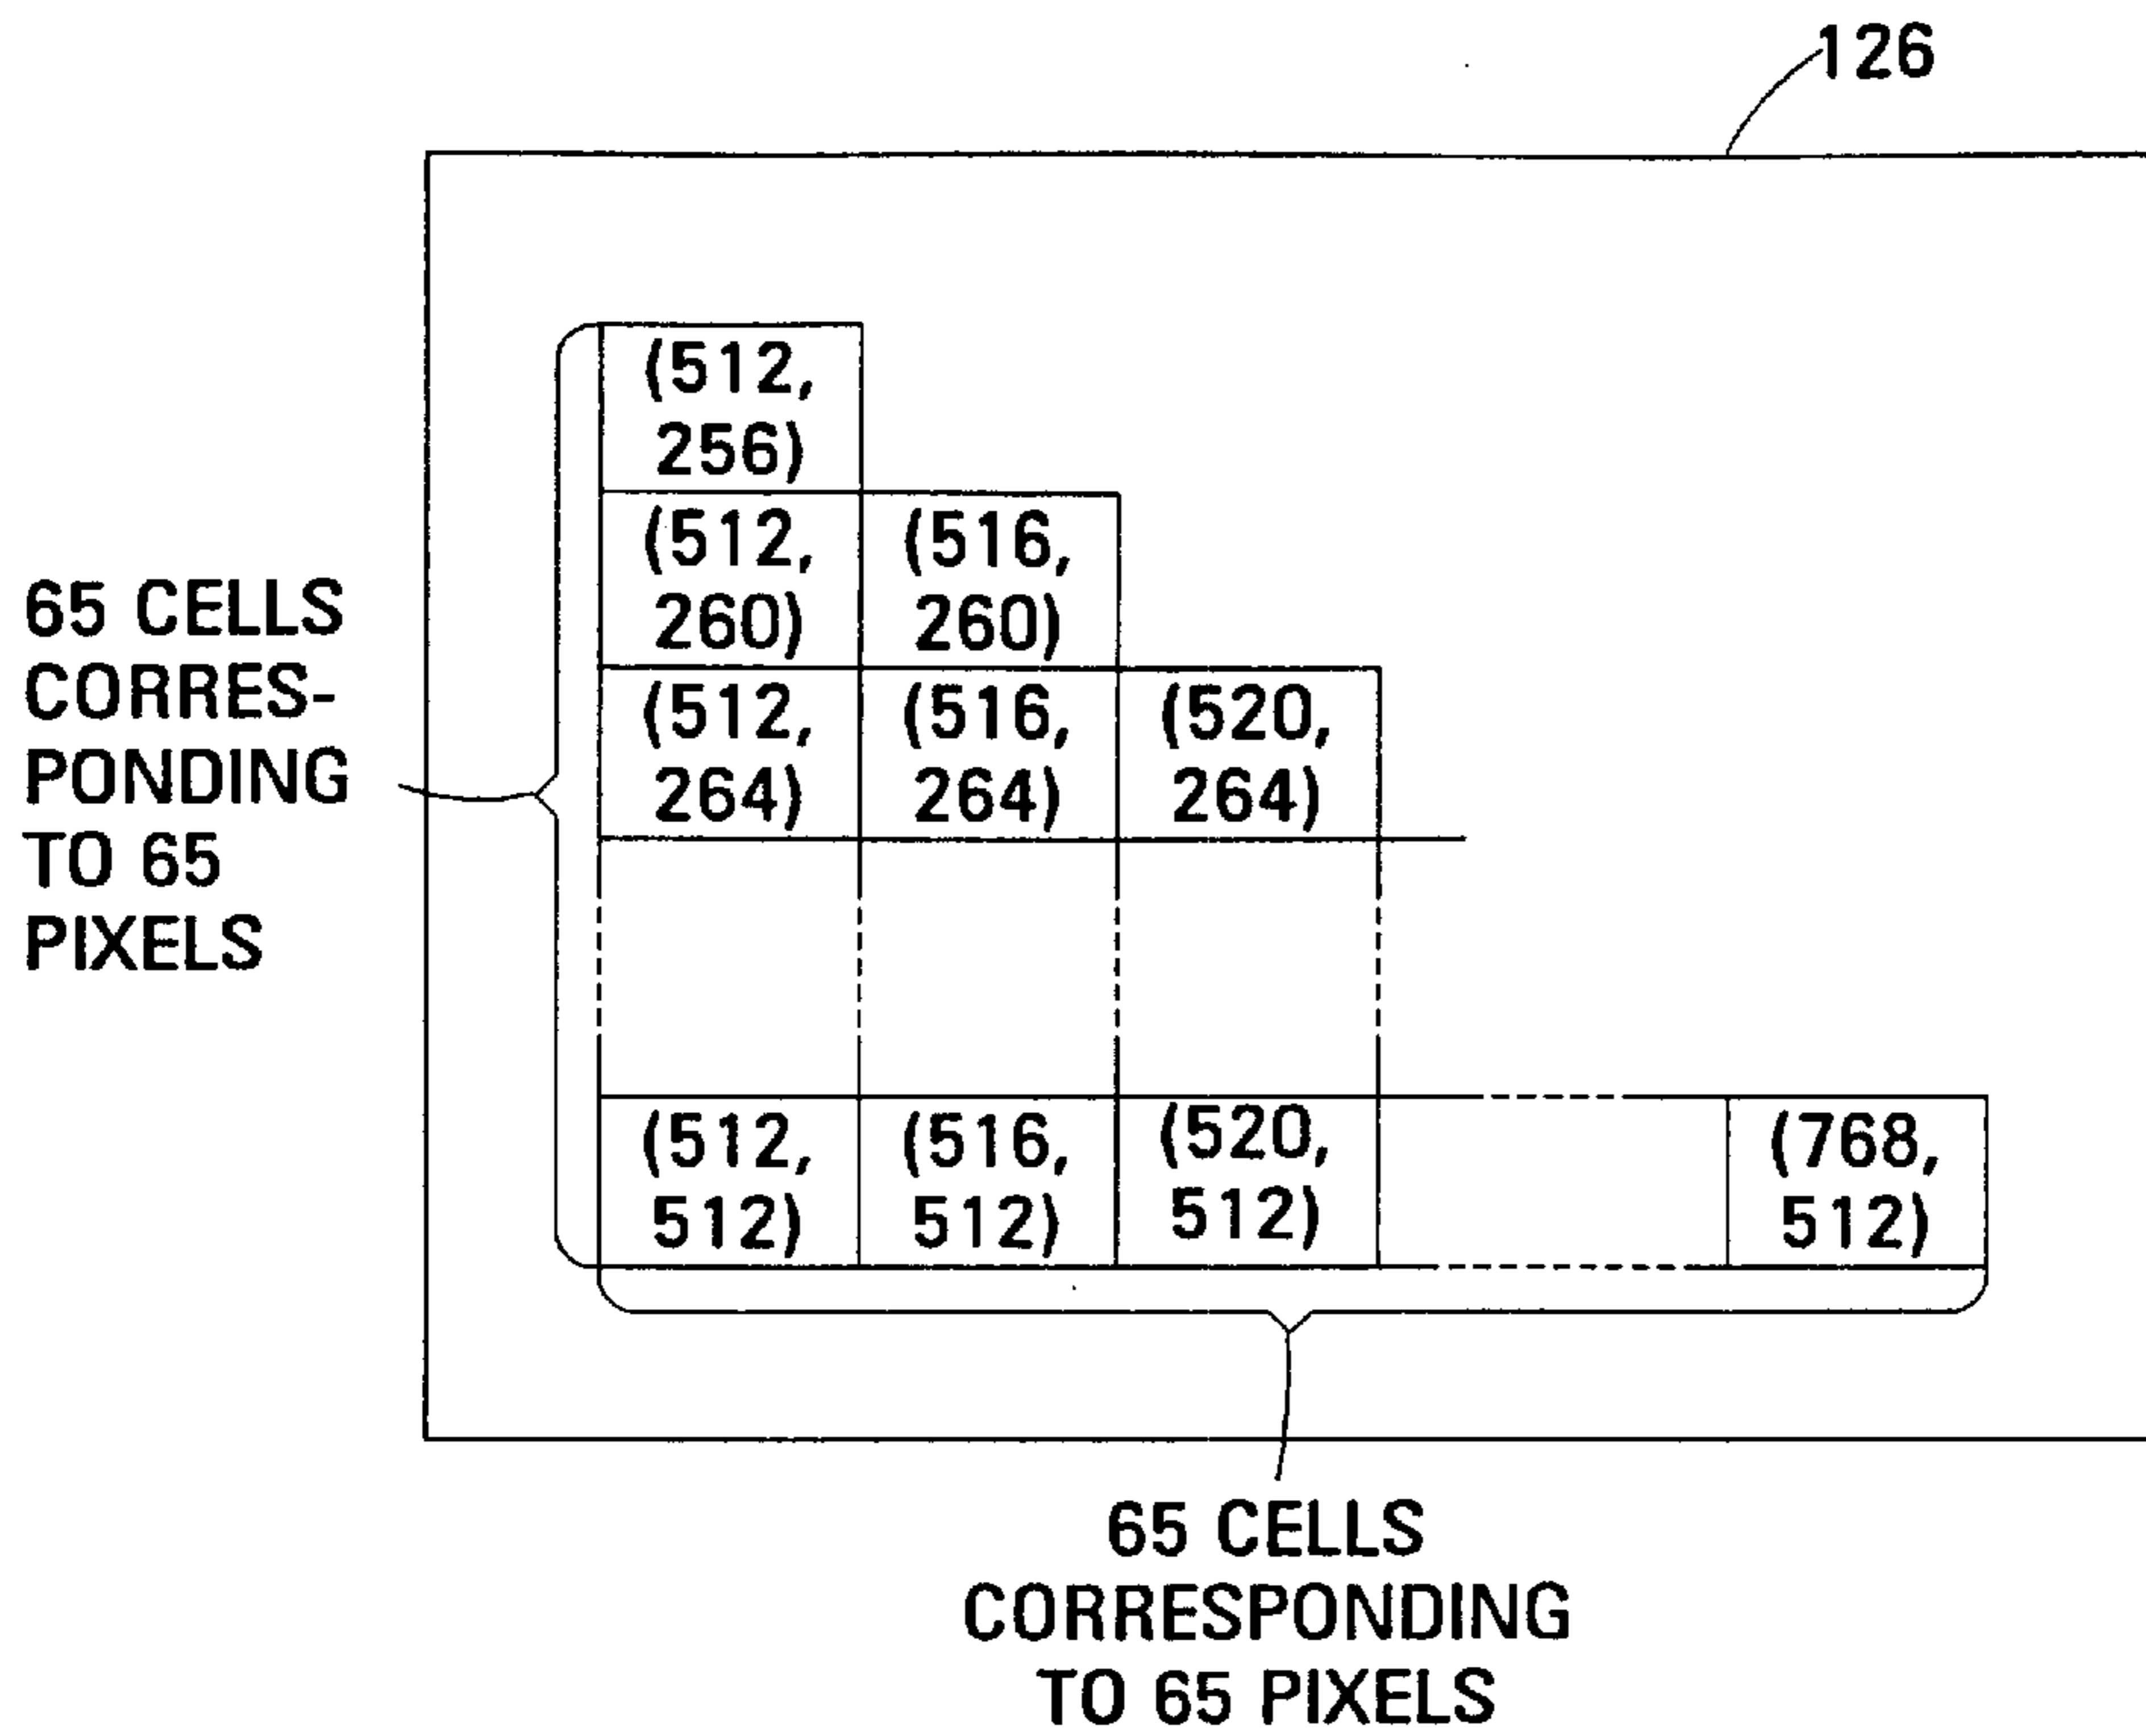 126
(512,
256)
(512,
260)
(516,
260)
(512,
264)
(516,
264)
(520,
264)
65 CELLS
CORRES-
PONDING
TO 65
PIXELS
(512,
512)
(516,
512)
(520,
512)
(768,
512)
65 CELLS
CORRESPONDING
TO 65 PIXELS